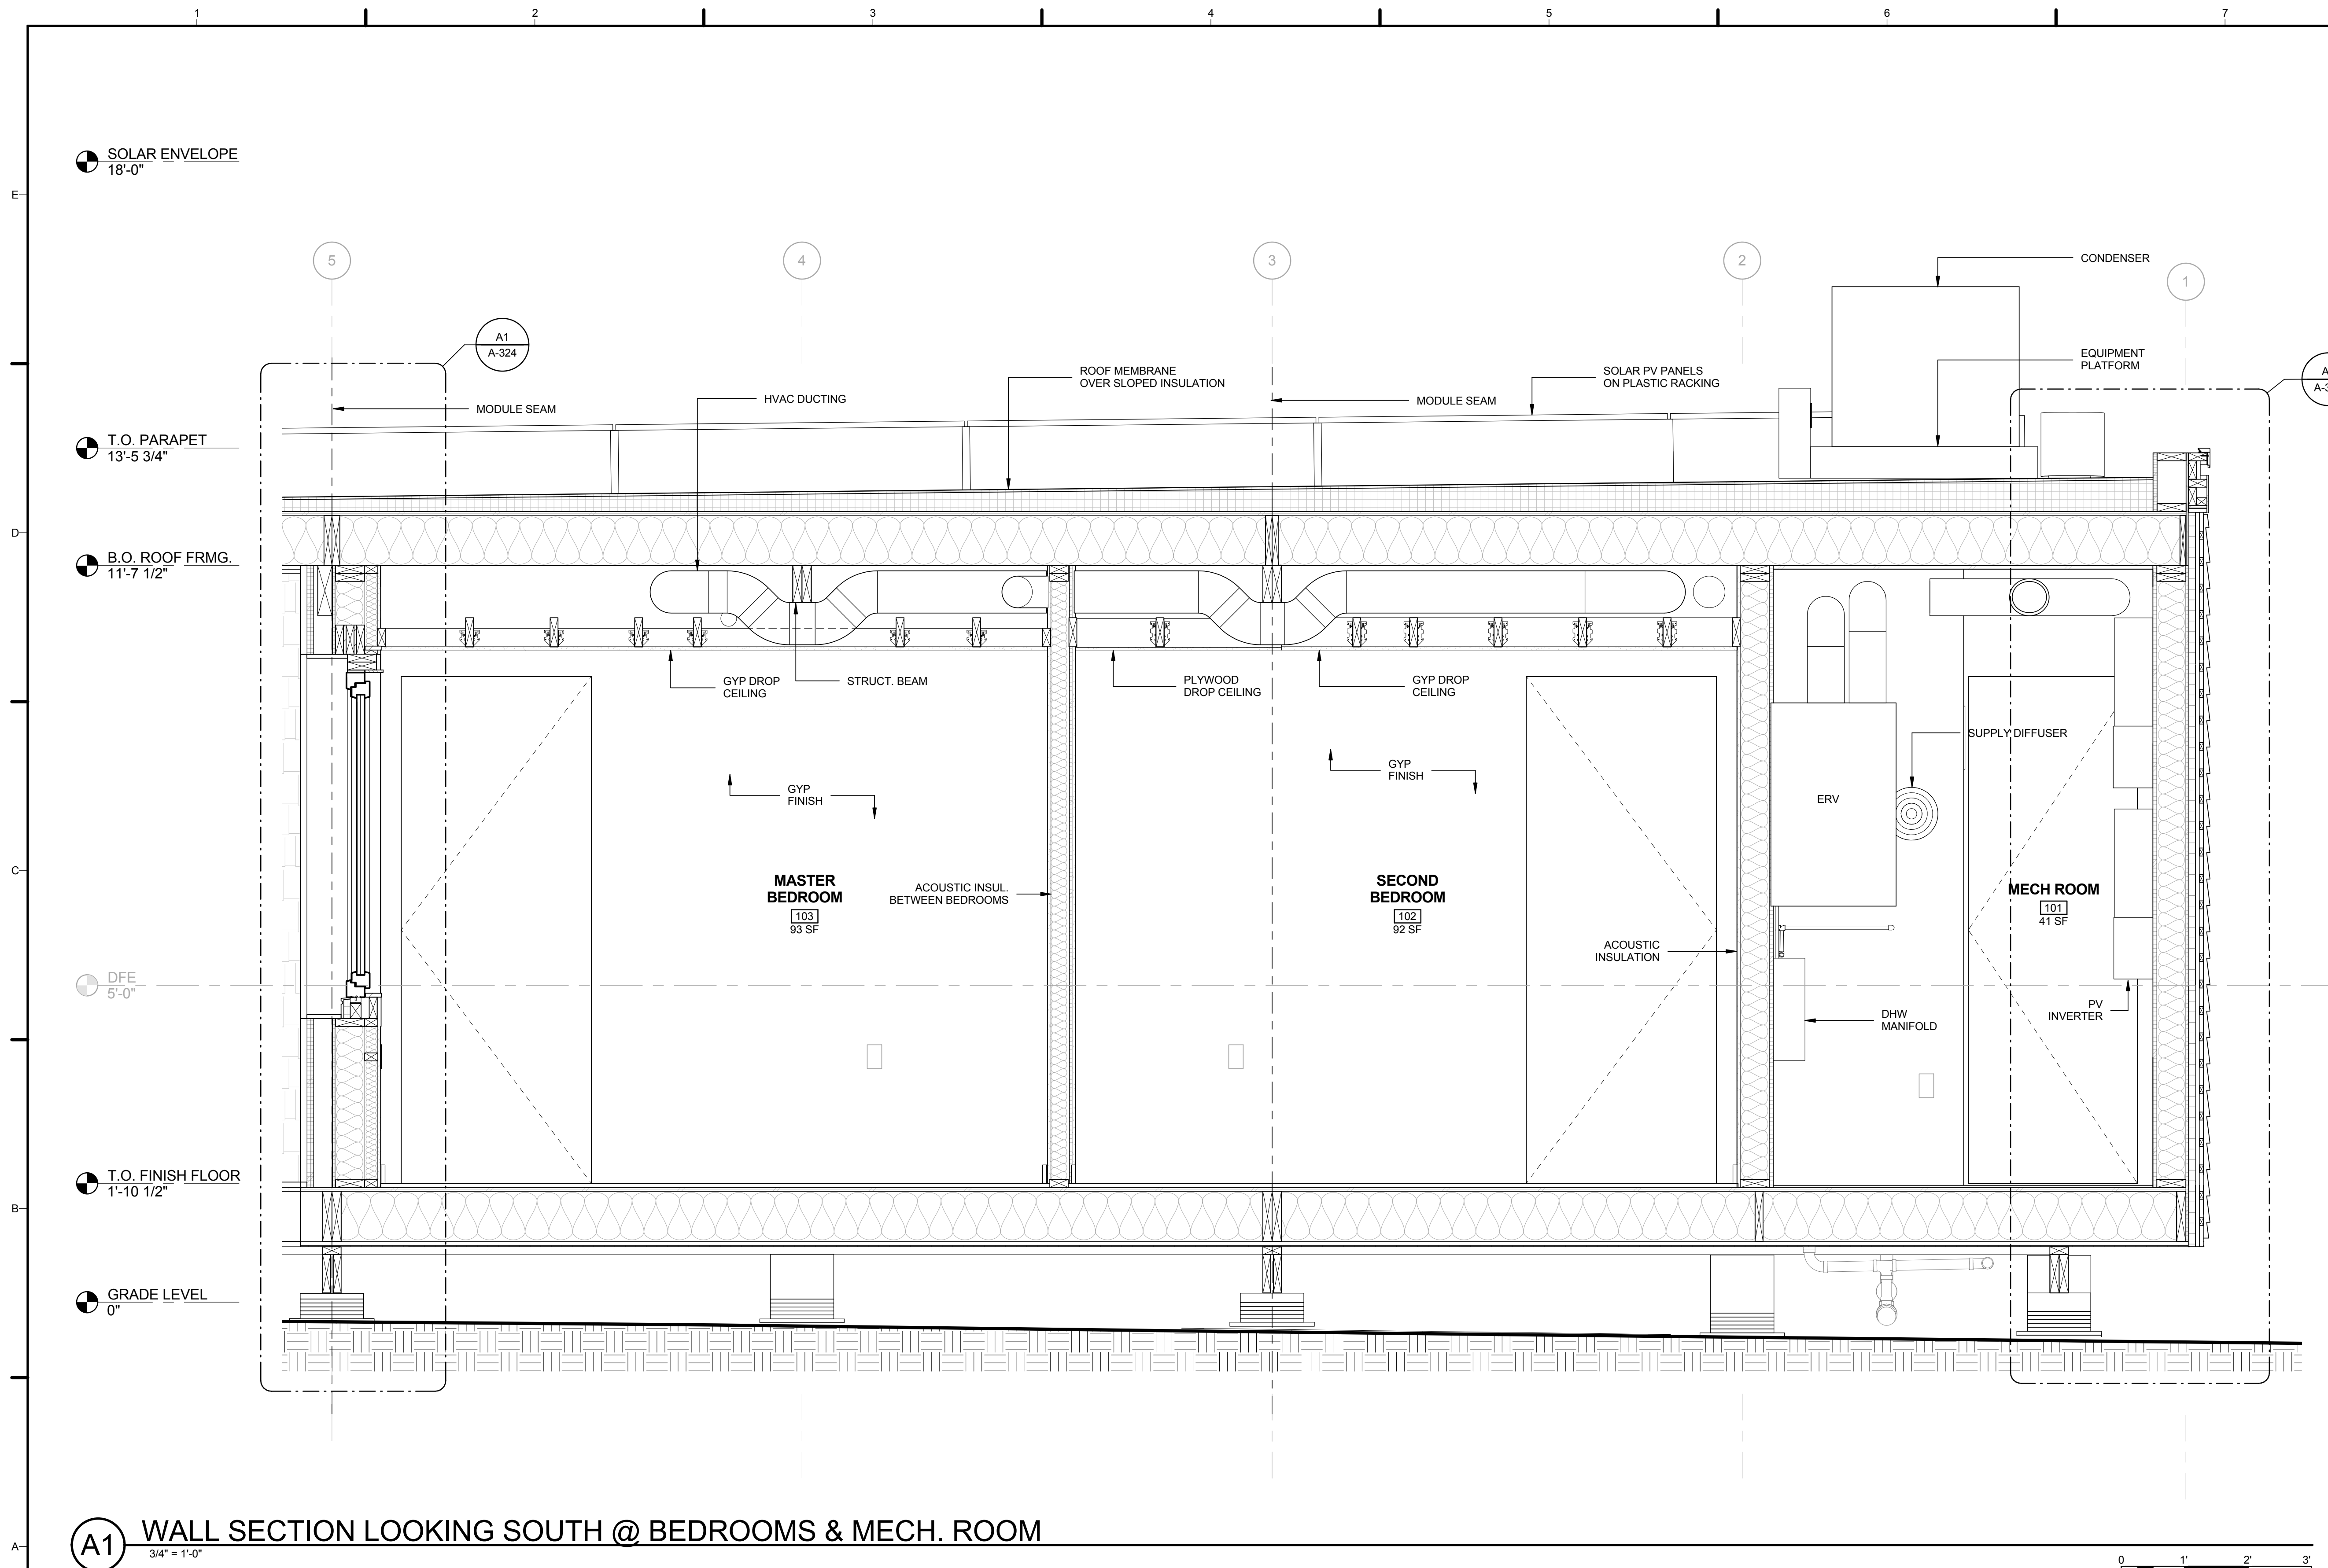 1 2 3 4 5 6 7
SOLAR ENVELOPE
18'-0"
E
5 4 3 2 1
CONDENSER
A1
A-324
EQUIPMENT
PLATFORM
ROOF MEMBRANE
OVER SLOPED INSULATION
SOLAR PV PANELS
ON PLASTIC RACKING
HVAC DUCTING
MODULE SEAM
MODULE SEAM
T.O. PARAPET
13'-5 3/4"
D
B.O. ROOF FRMG.
11'-7 1/2"
GYP DROP
CEILING
STRUCT. BEAM
PLYWOOD
DROP CEILING
GYP DROP
CEILING
SUPPLY DIFFUSER
GYP
FINISH
GYP
FINISH
ERV
C
MASTER
BEDROOM
103
93 SF
ACOUSTIC INSUL.
BETWEEN BEDROOMS
SECOND
BEDROOM
102
92 SF
MECH ROOM
101
41 SF
ACOUSTIC
INSULATION
DFE
5'-0"
DHW
MANIFOLD
PV
INVERTER
T.O. FINISH FLOOR
1'-10 1/2"
B
GRADE LEVEL
0"
A1
WALL SECTION LOOKING SOUTH @ BEDROOMS & MECH. ROOM
3/4" = 1'-0"
A
0 1' 2' 3'